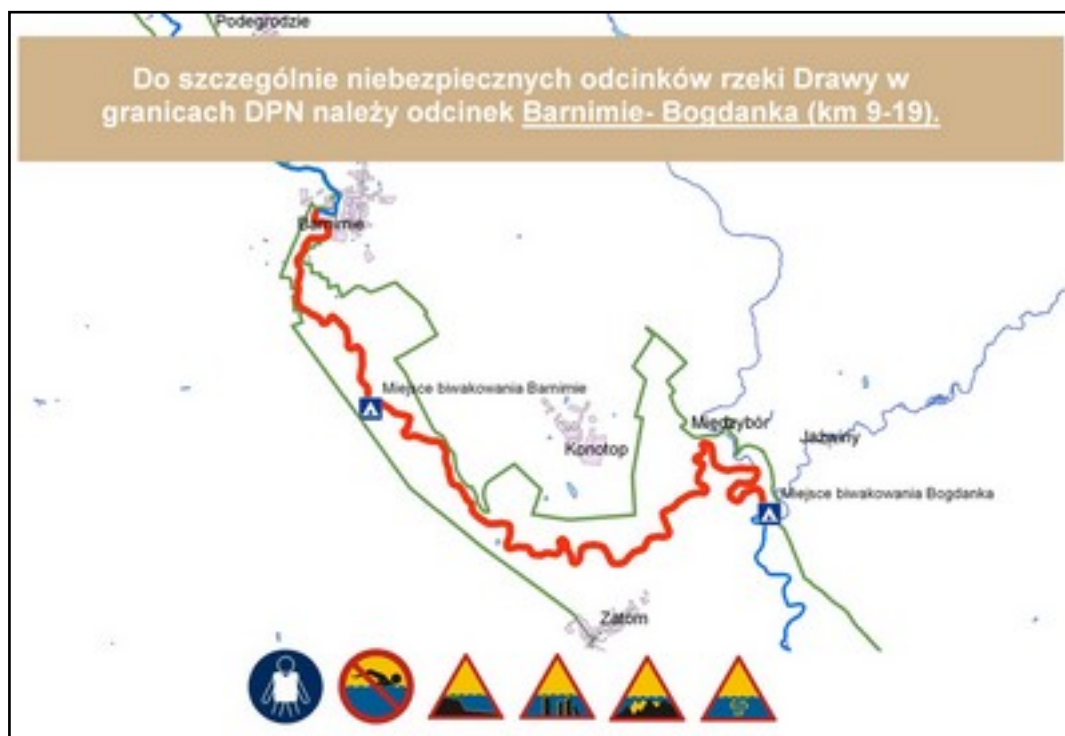 Podegrodzie
Do szczególnie niebezpiecznych odcinków rzeki Drawy w
granicach DPN należy odcinek Barnimie- Bogdanka (km 9-19).
Barnimie
Miejsce biwakowania Barnimie
Konotop
Międzybór
Jaźwiny
Miejsce biwakowania Bogdanka
Zatom